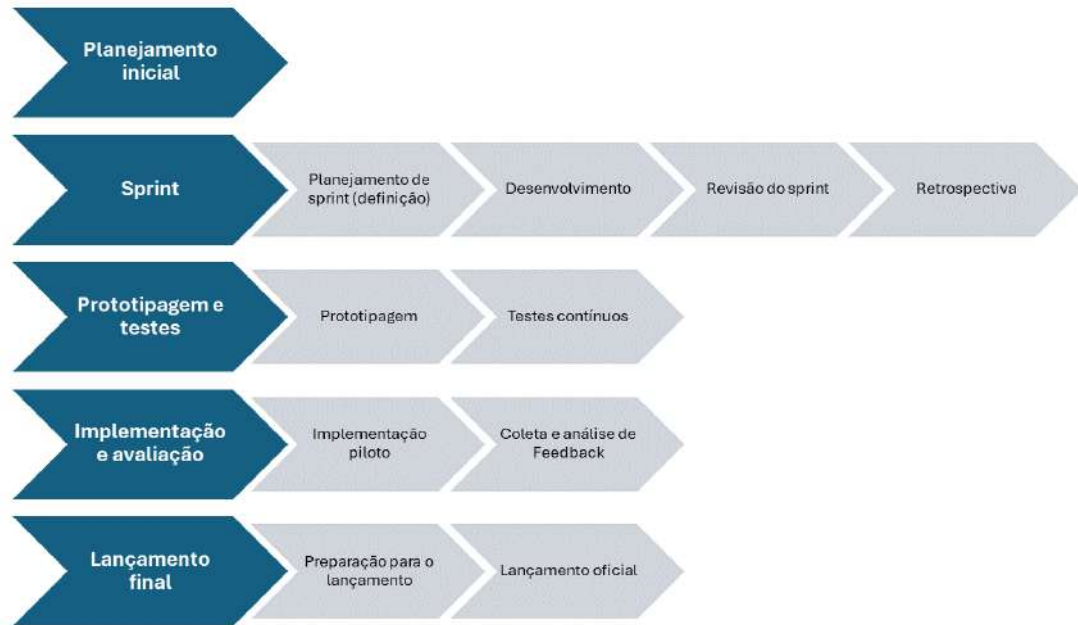 Planejamento
inicial
Sprint
Planejamento de
sprint (definição)
Desenvolvimento
Revisão do sprint
Retrospectiva
Prototipagem e
testes
Prototipagem
Testes contínuos
Implementação
e avaliação
Implementação
piloto
Coleta e análise de
Feedback
Lançamento
final
Preparação para o
lançamento
Lançamento oficial